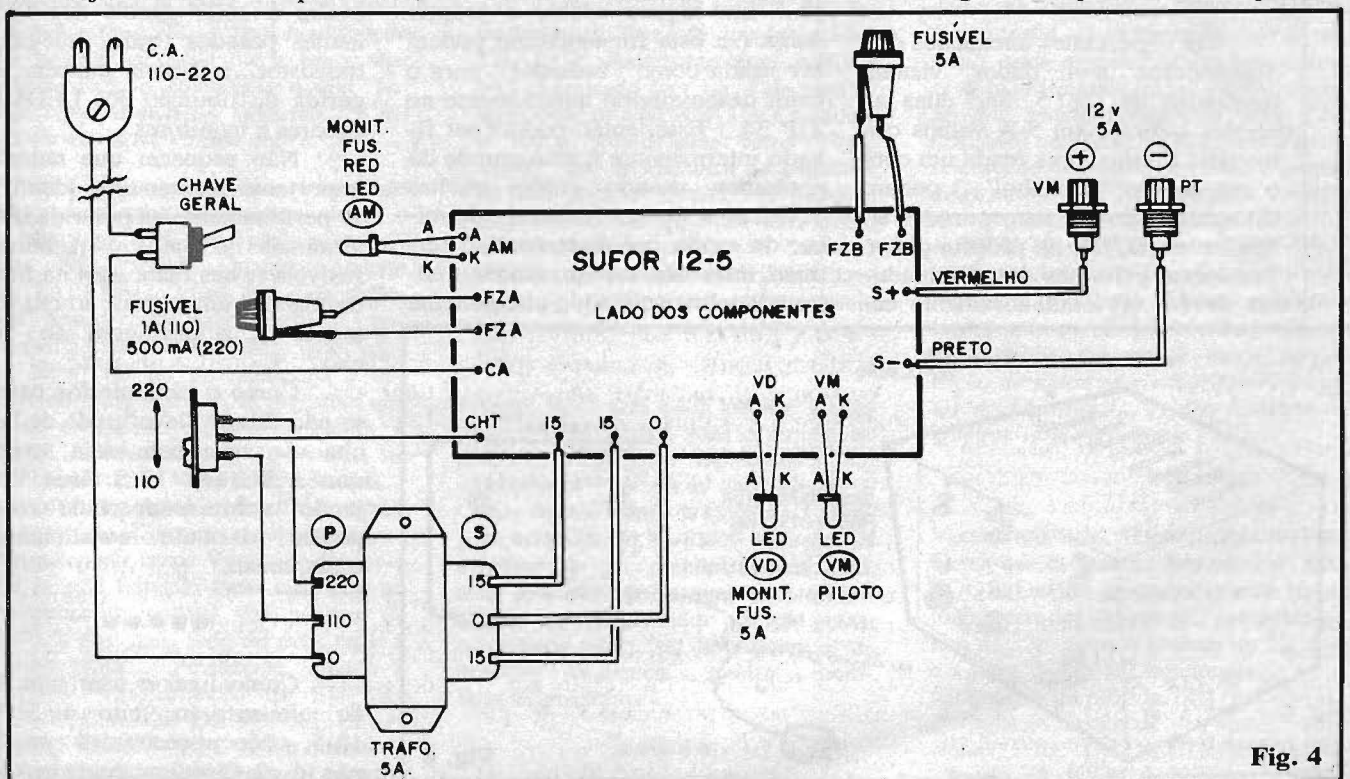 C.A.
110-220
CHAVE
GERAL
MONIT.
FUS.
RED
LED
AM
FUSÍVEL
1A(110)
500mA(220)
220
110
A
K
A
K
AM
FZA
FZA
CA
CHT
15
15
0
SUFOR 12-5
LADO DOS COMPONENTES
FUSÍVEL
5A
FZB
FZB
12 v
5A
+
-
VM
PT
S+
VERMELHO
S-
PRETO
VD
A K
VM
A K
A K
A K
LED
VD
MONIT.
FUS.
5A
LED
VM
PILOTO
P
S
220
110
0
15
0
15
TRAFO.
5A.
Fig. 4